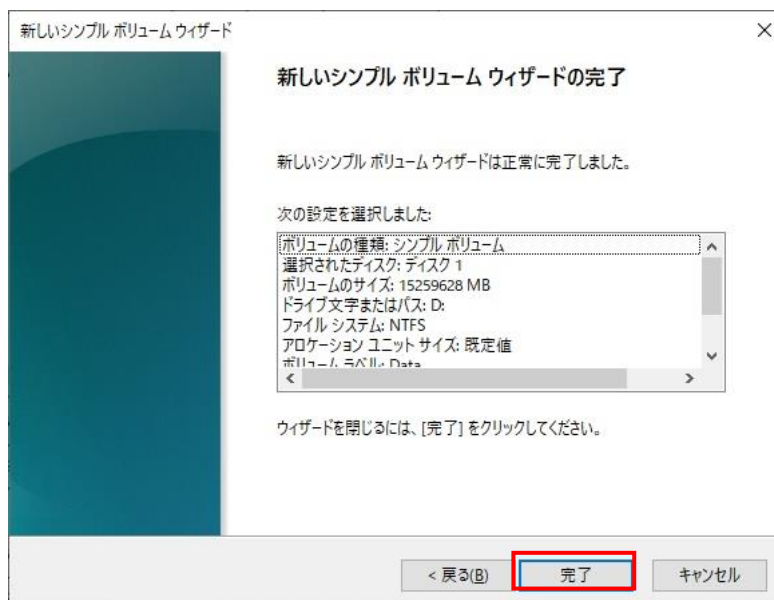 新しいシンプル ボリューム ウィザード
新しいシンプル ボリューム ウィザードの完了
新しいシンプル ボリューム ウィザードは正常に完了しました。
次の設定を選択しました:
ボリュームの種類: シンプル ボリューム
選択されたディスク: ディスク 1
ボリュームのサイズ: 15259628 MB
ドライブ文字またはパス: D:
ファイル システム: NTFS
アロケーション ユニット サイズ: 既定値
ボリューム ラベル: Data
ウィザードを閉じるには、[完了] をクリックしてください。
< 戻る(B) 完了 キャンセル